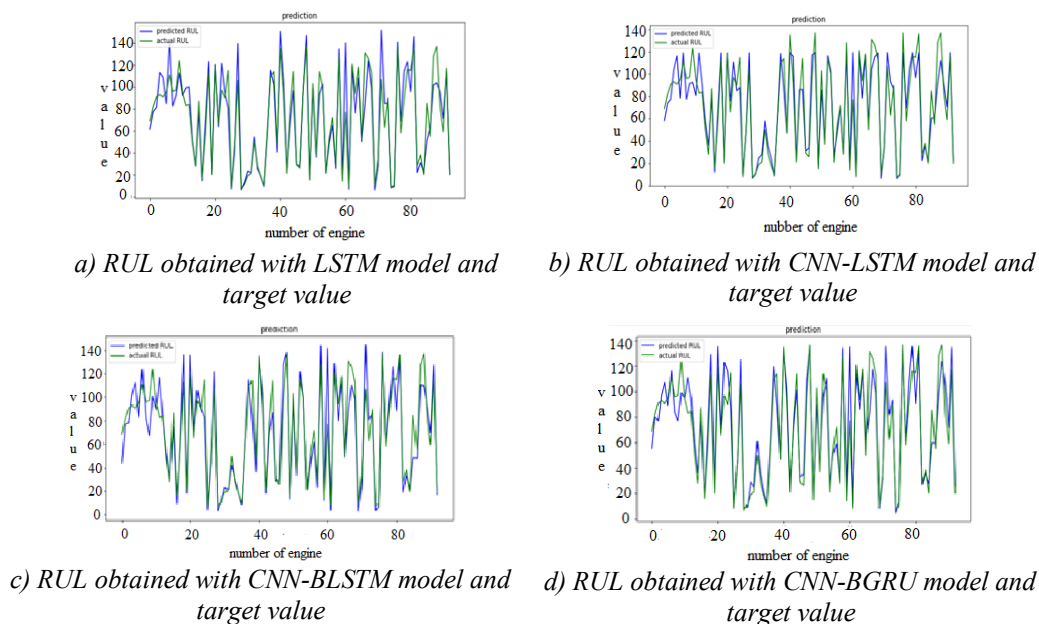 prediction
predicted RUL
actual RUL
140
120
100
80
60
40
20
0
value
0 20 40 60 80
number of engine
a) RUL obtained with LSTM model and
target value
prediction
predicted RUL
actual RUL
140
120
100
80
60
40
20
0
value
0 20 40 60 80
nubber of engine
b) RUL obtained with CNN-LSTM model and
target value
prediction
predicted RUL
actual RUL
140
120
100
80
60
40
20
0
value
0 20 40 60 80
number of engine
c) RUL obtained with CNN-BLSTM model and
target value
prediction
predicted RUL
actual RUL
140
120
100
80
60
40
20
0
value
0 20 40 60 80
number of engine
d) RUL obtained with CNN-BGRU model and
target value